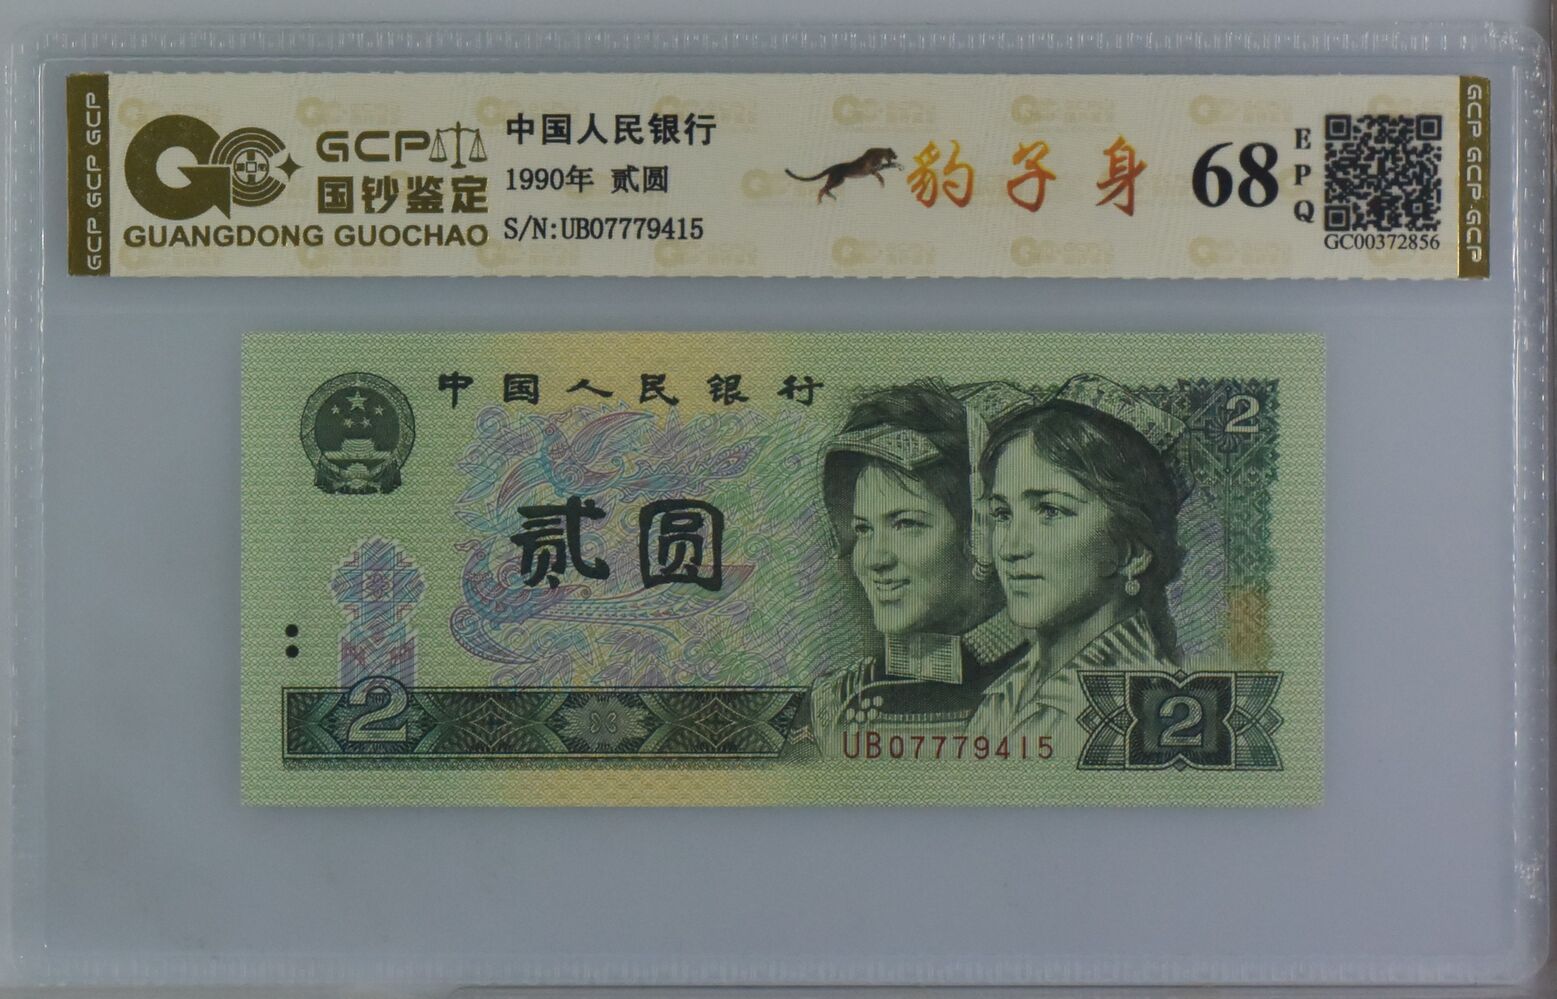 GCP GCP GCP
GCP
国钞鉴定
GUANGDONG GUOCHAO
中国人民银行
1990年 贰圆
S/N:UB07779415
豹子身
68
EPQ
GC00372856
GCP GCP GCP
中国人民银行
2
贰圆
2
UB07779415
2